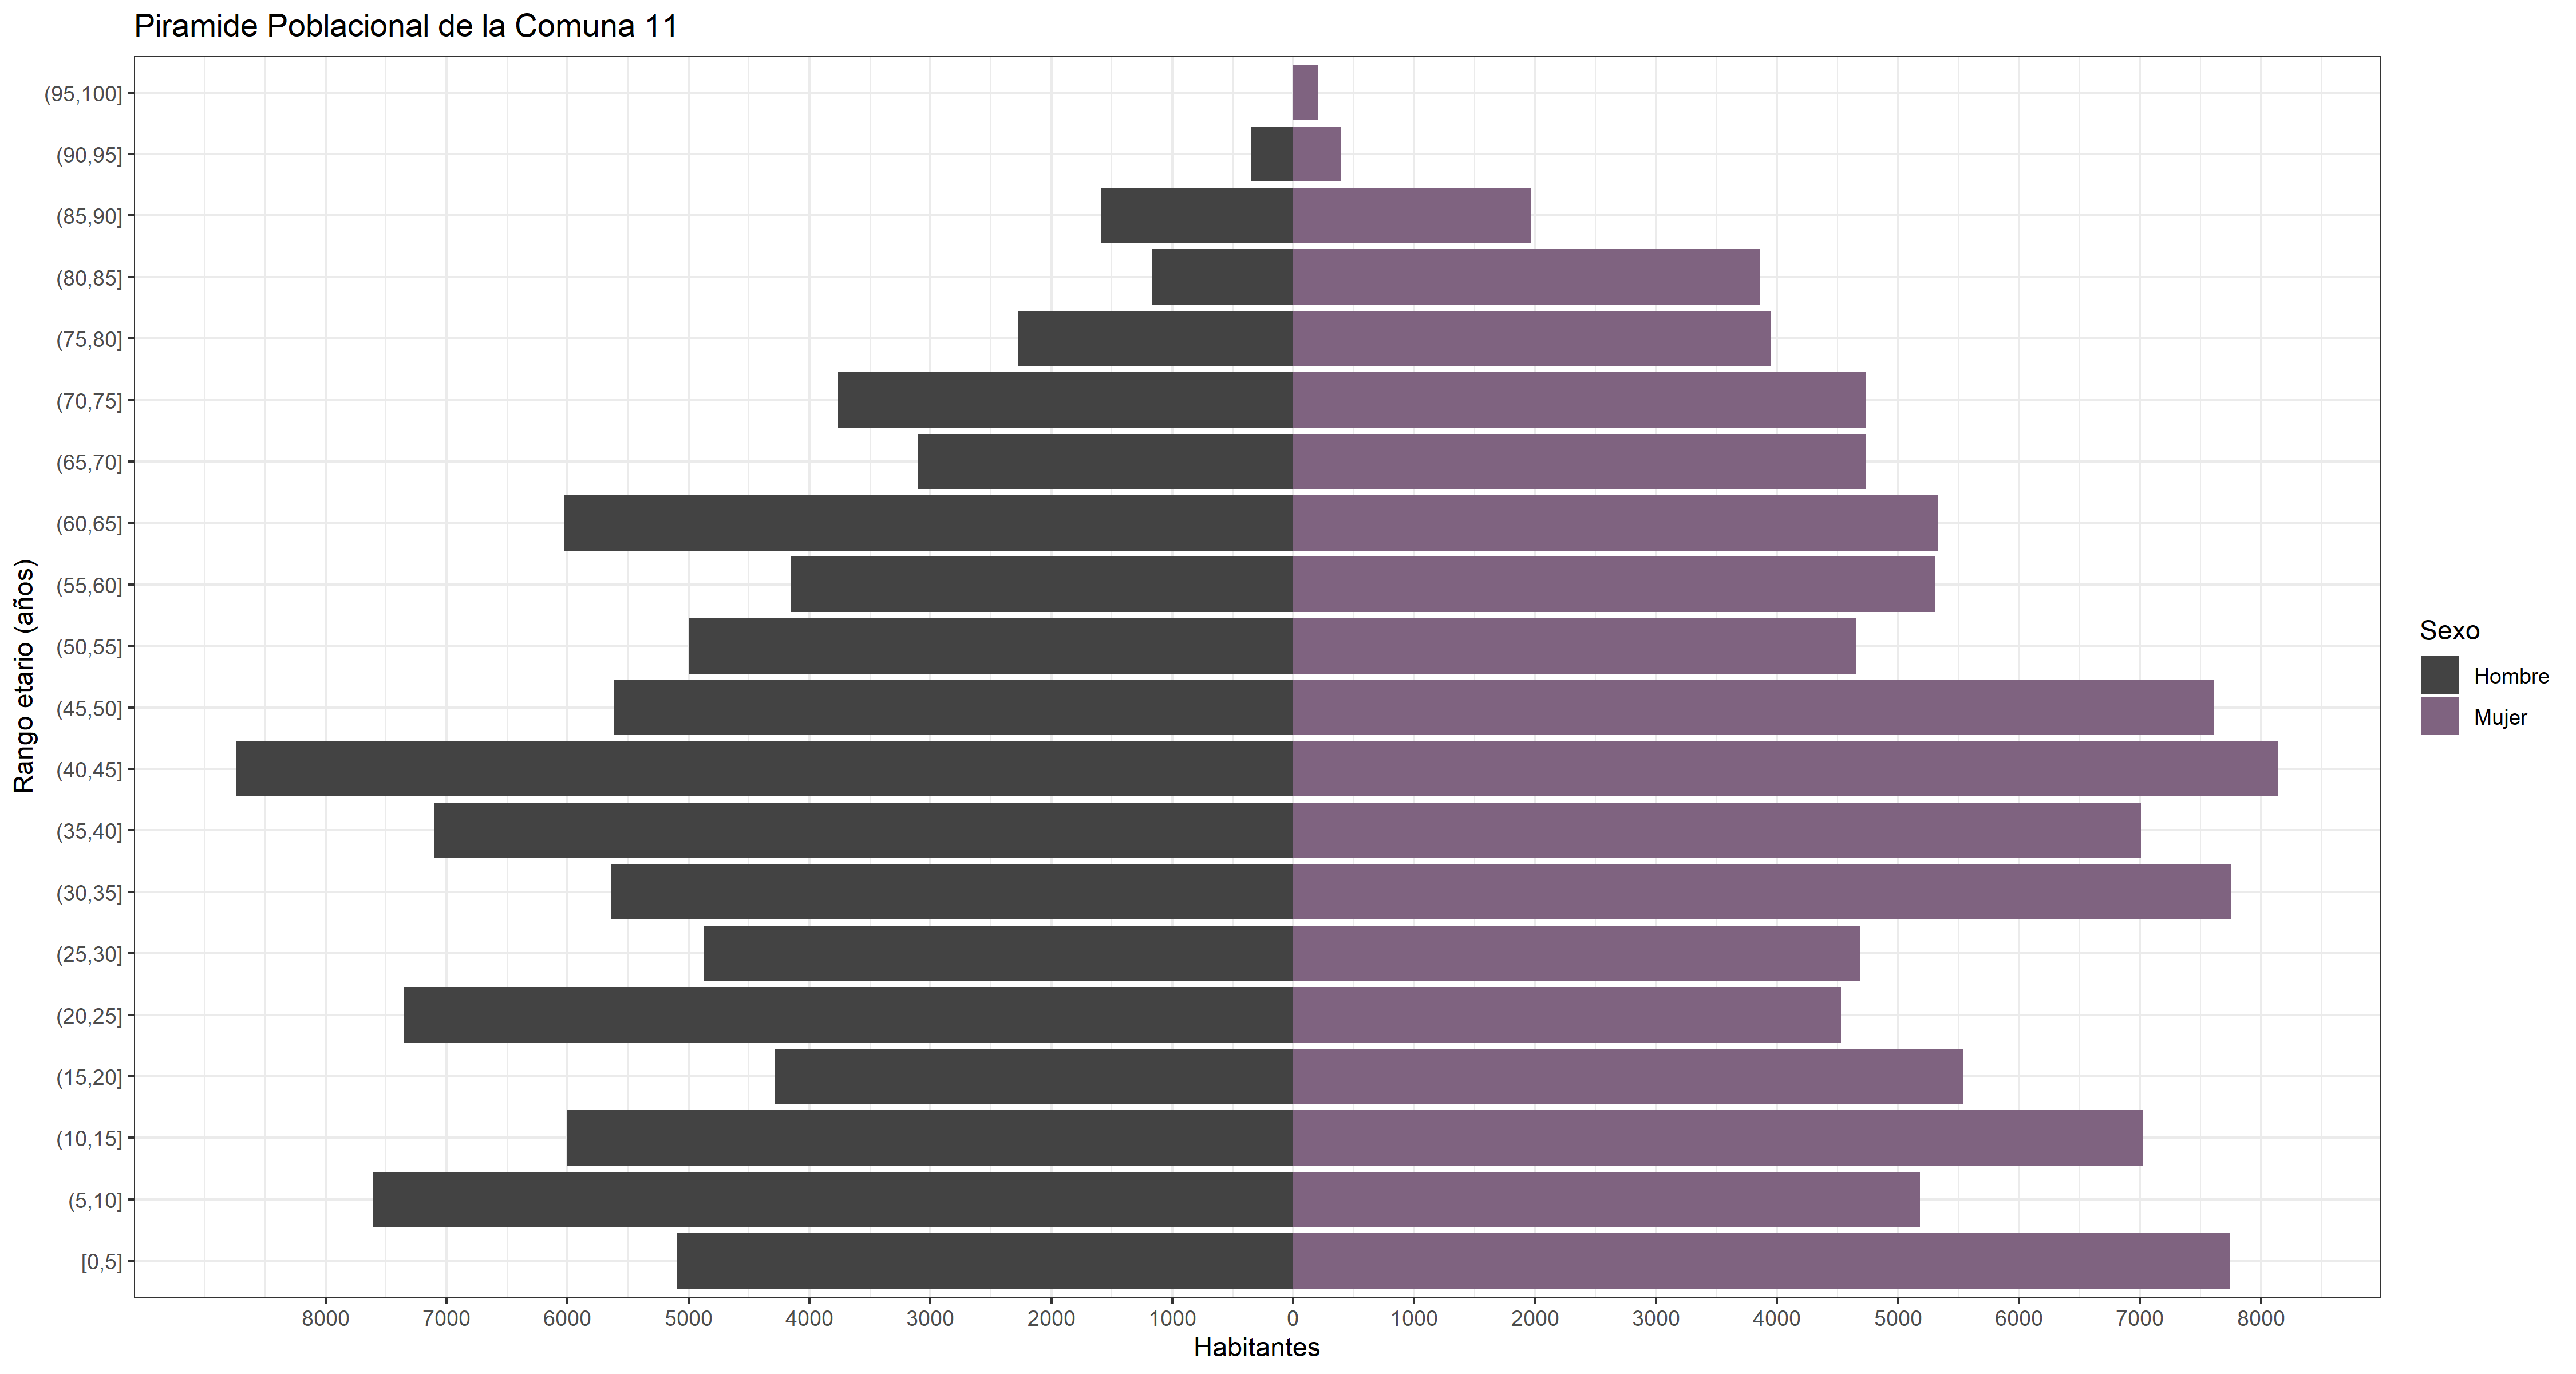 Piramide Poblacional de la Comuna 11
(95,100]
(90,95]
(85,90]
(80,85]
(75,80]
(70,75]
(65,70]
(60,65]
(55,60]
(50,55]
(45,50]
(40,45]
(35,40]
(30,35]
(25,30]
(20,25]
(15,20]
(10,15]
(5,10]
[0,5]
Rango etario (años)
8000 7000 6000 5000 4000 3000 2000 1000 0 1000 2000 3000 4000 5000 6000 7000 8000
Habitantes
Sexo
Hombre
Mujer